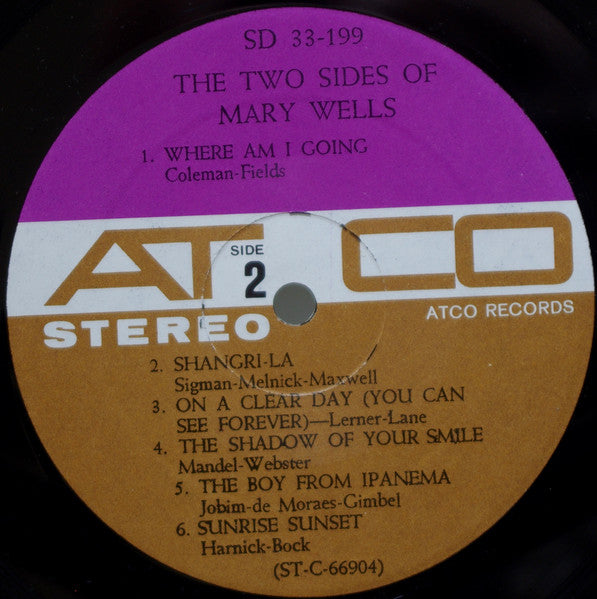 SD 33-199
THE TWO SIDES OF
MARY WELLS
1. WHERE AM I GOING
Coleman-Fields
ATCO
SIDE
2
STEREO
ATCO RECORDS
2. SHANGRI-LA
Sigman-Melnick-Maxwell
3. ON A CLEAR DAY (YOU CAN
SEE FOREVER)—Lerner-Lane
4. THE SHADOW OF YOUR SMILE
Mandel-Webster
5. THE BOY FROM IPANEMA
Jobim-de Moraes-Gimbel
6. SUNRISE SUNSET
Harnick-Bock
(ST-C-66904)